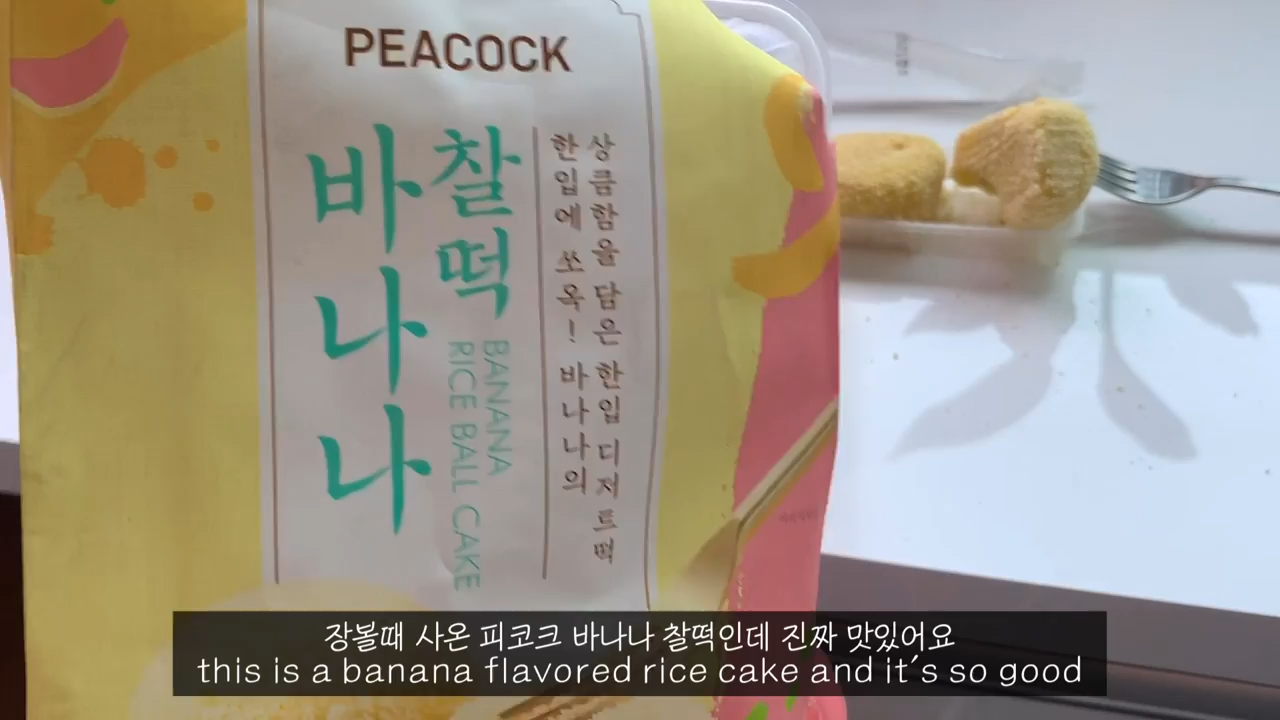 PEACOCK
바나나
찰떡
BANANA
RICE BALL CAKE
한입에 쏘옥! 바나나의
상큼함을 담은 한입 디저트떡
장볼때 사온 피코크 바나나 찰떡인데 진짜 맛있어요
this is a banana flavored rice cake and it's so good